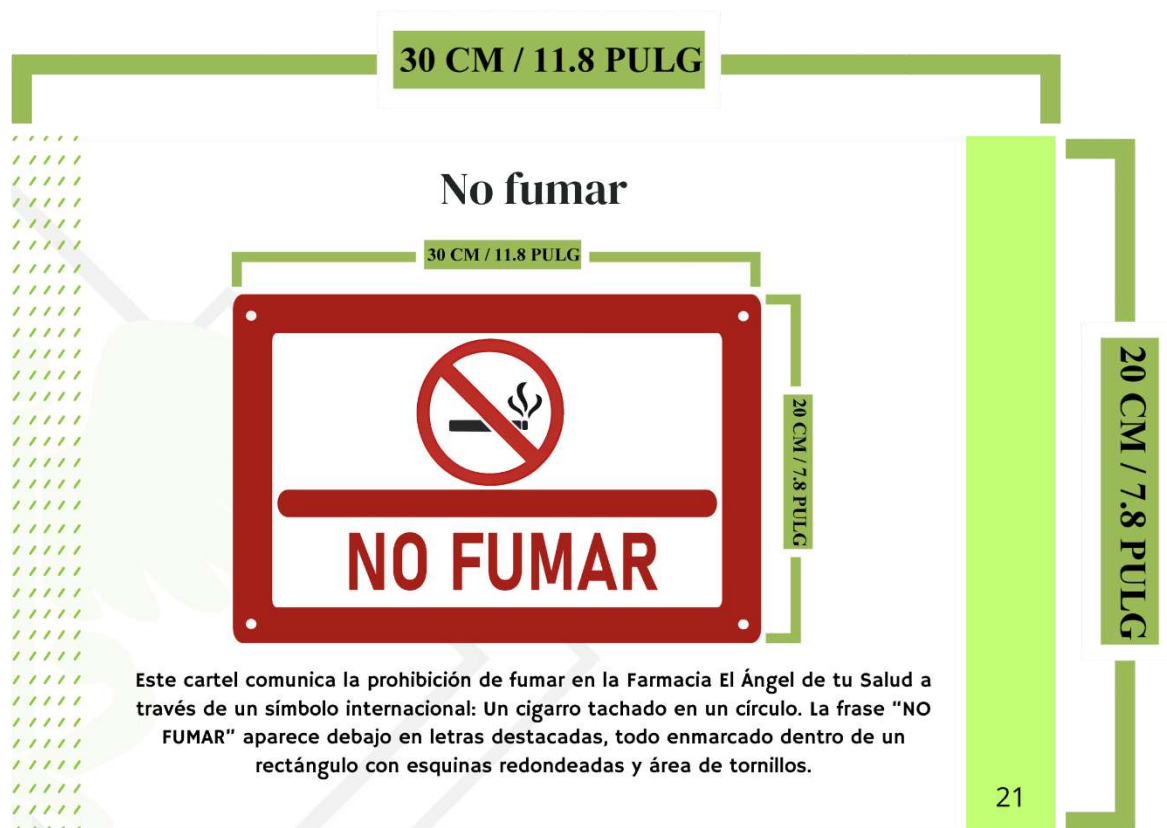 30 CM / 11.8 PULG
No fumar
30 CM / 11.8 PULG
20 CM / 7.8 PULG
20 CM / 7.8 PULG
NO FUMAR
Este cartel comunica la prohibición de fumar en la Farmacia El Ángel de tu Salud a
través de un símbolo internacional: Un cigarro tachado en un círculo. La frase “NO
FUMAR” aparece debajo en letras destacadas, todo enmarcado dentro de un
rectángulo con esquinas redondeadas y área de tornillos.
21